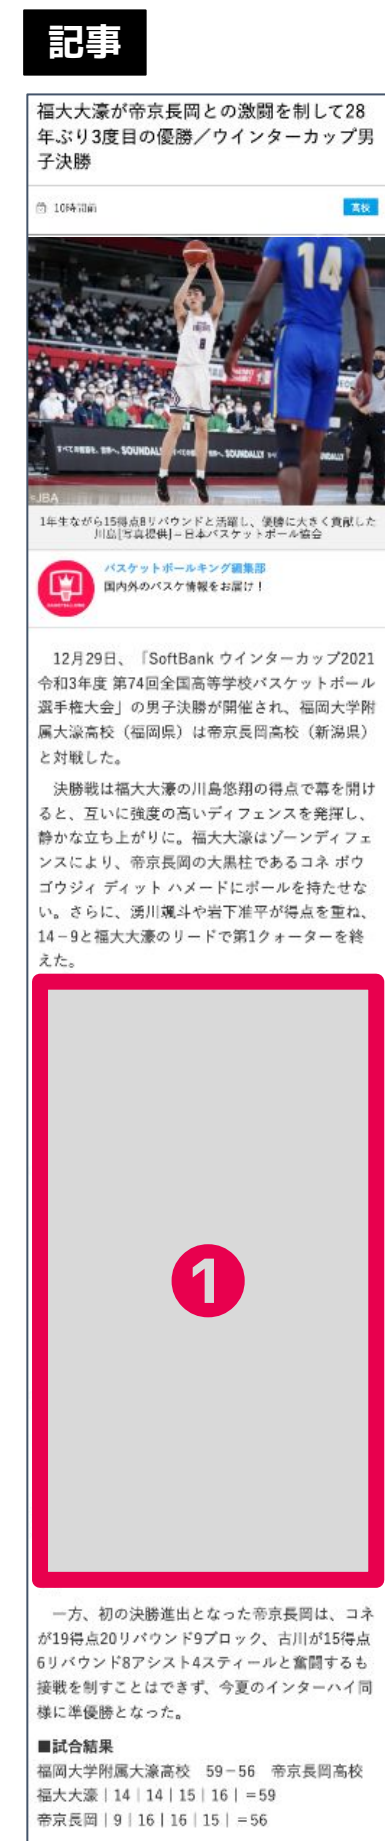 記事
福大大濠が帝京長岡との激闘を制して28
年ぶり3度目の優勝／ウインターカップ男
子決勝
10時間前
高校
14
8
SOUNDALLY
SOUNDALLY
©JBA
1年生ながら15得点8リバウンドと活躍し、優勝に大きく貢献した
川島[写真提供]＝日本バスケットボール協会
バスケットボールキング編集部
国内外のバスケ情報をお届け！
12月29日、「SoftBank ウインターカップ2021
令和3年度 第74回全国高等学校バスケットボール
選手権大会」の男子決勝が開催され、福岡大学附
属大濠高校（福岡県）は帝京長岡高校（新潟県）
と対戦した。
決勝戦は福大大濠の川島悠翔の得点で幕を開け
ると、互いに強度の高いディフェンスを発揮し、
静かな立ち上がりに。福大大濠はゾーンディフェ
ンスにより、帝京長岡の大黒柱であるコネ ボウ
ゴウジィ ディット ハメードにボールを持たせな
い。さらに、湧川颯斗や岩下准平が得点を重ね、
14－9と福大大濠のリードで第1クォーターを終
えた。
1
一方、初の決勝進出となった帝京長岡は、コネ
が19得点20リバウンド9ブロック、古川が15得点
6リバウンド8アシスト4スティールと奮闘するも
接戦を制すことはできず、今夏のインターハイ同
様に準優勝となった。
■試合結果
福岡大学附属大濠高校　59－56　帝京長岡高校
福大大濠｜14｜14｜15｜16｜＝59
帝京長岡｜9｜16｜16｜15｜＝56